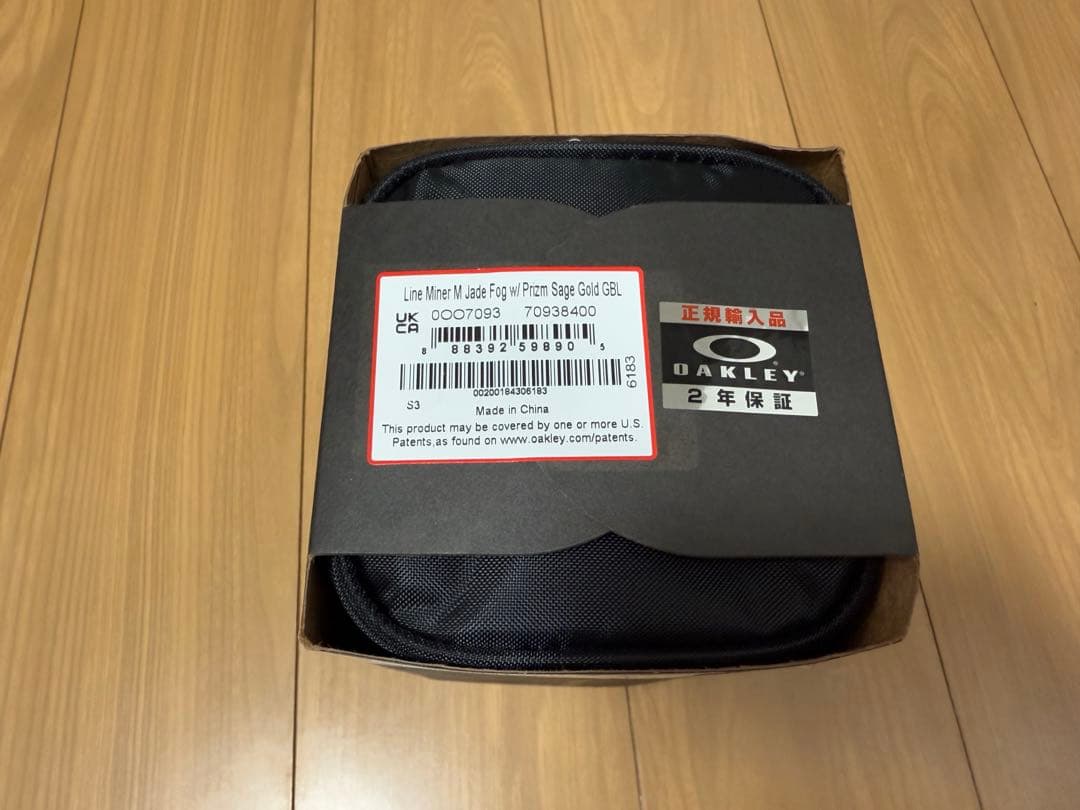 Line Miner M Jade Fog w/ Prizm Sage Gold GBL
UK
CA
OOO7093 70938400
8 88392 59890 5
00200184306183
6183
S3
Made in China
This product may be covered by one or more U.S.
Patents,as found on www.oakley.com/patents.
正規輸入品
OAKLEY
2年保証